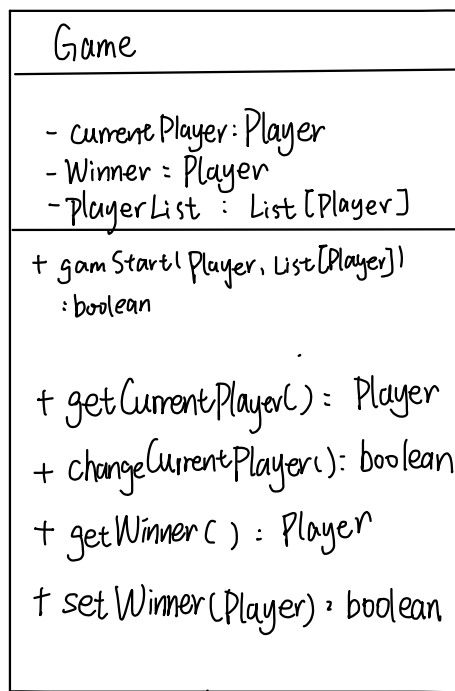 Game
- currentPlayer: Player
- Winner = Player
- PlayerList : List[Player]
+ gamStart(Player, List[Player])
: boolean
+ getCurrentPlayer() : Player
+ changeCurrentPlayer(): boolean
+ getWinner() : Player
+ setWinner(Player) : boolean